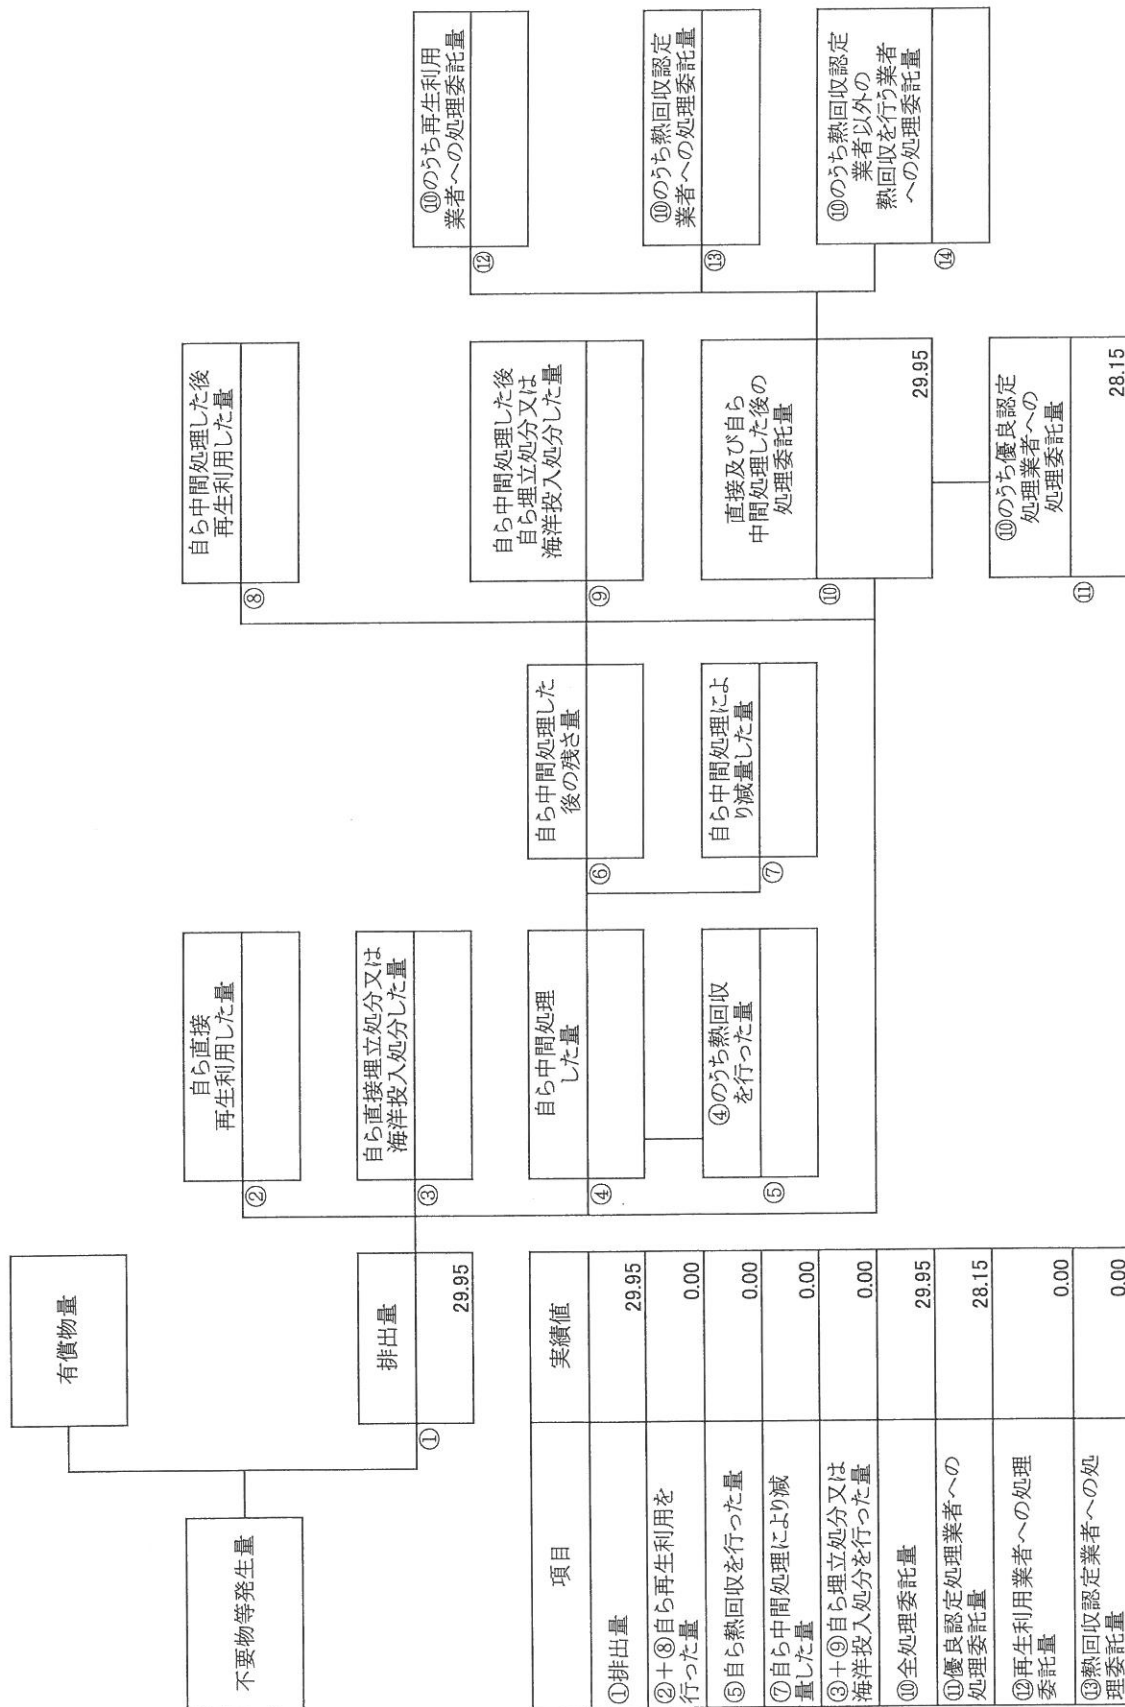 不要物等発生量
有償物量
排出量
①
29.95
自ら直接
再生利用した量
②
自ら直接埋立処分又は
海洋投入処分した量
③
自ら中間処理
した量
④
④のうち熱回収
を行った量
⑤
自ら中間処理した
後の残さ量
⑥
自ら中間処理によ
り減量した量
⑦
自ら中間処理した後
再生利用した量
⑧
自ら中間処理した後
自ら埋立処分又は
海洋投入処分した量
⑨
直接及び自ら
中間処理した後の
処理委託量
⑩
29.95
⑩のうち優良認定
処理業者への
処理委託量
⑪
28.15
⑩のうち再生利用
業者への処理委託量
⑫
⑩のうち熱回収認定
業者への処理委託量
⑬
⑩のうち熱回収認定
業者以外の
熱回収を行う業者
への処理委託量
⑭
項目 実績値
①排出量 29.95
②+⑧自ら再生利用を
行った量 0.00
⑤自ら熱回収を行った量 0.00
⑦自ら中間処理により減
量した量 0.00
③+⑨自ら埋立処分又は
海洋投入処分を行った量 0.00
⑩全処理委託量 29.95
⑪優良認定処理業者への
処理委託量 28.15
⑫再生利用業者への処理
委託量 0.00
⑬熱回収認定業者への処
理委託量 0.00